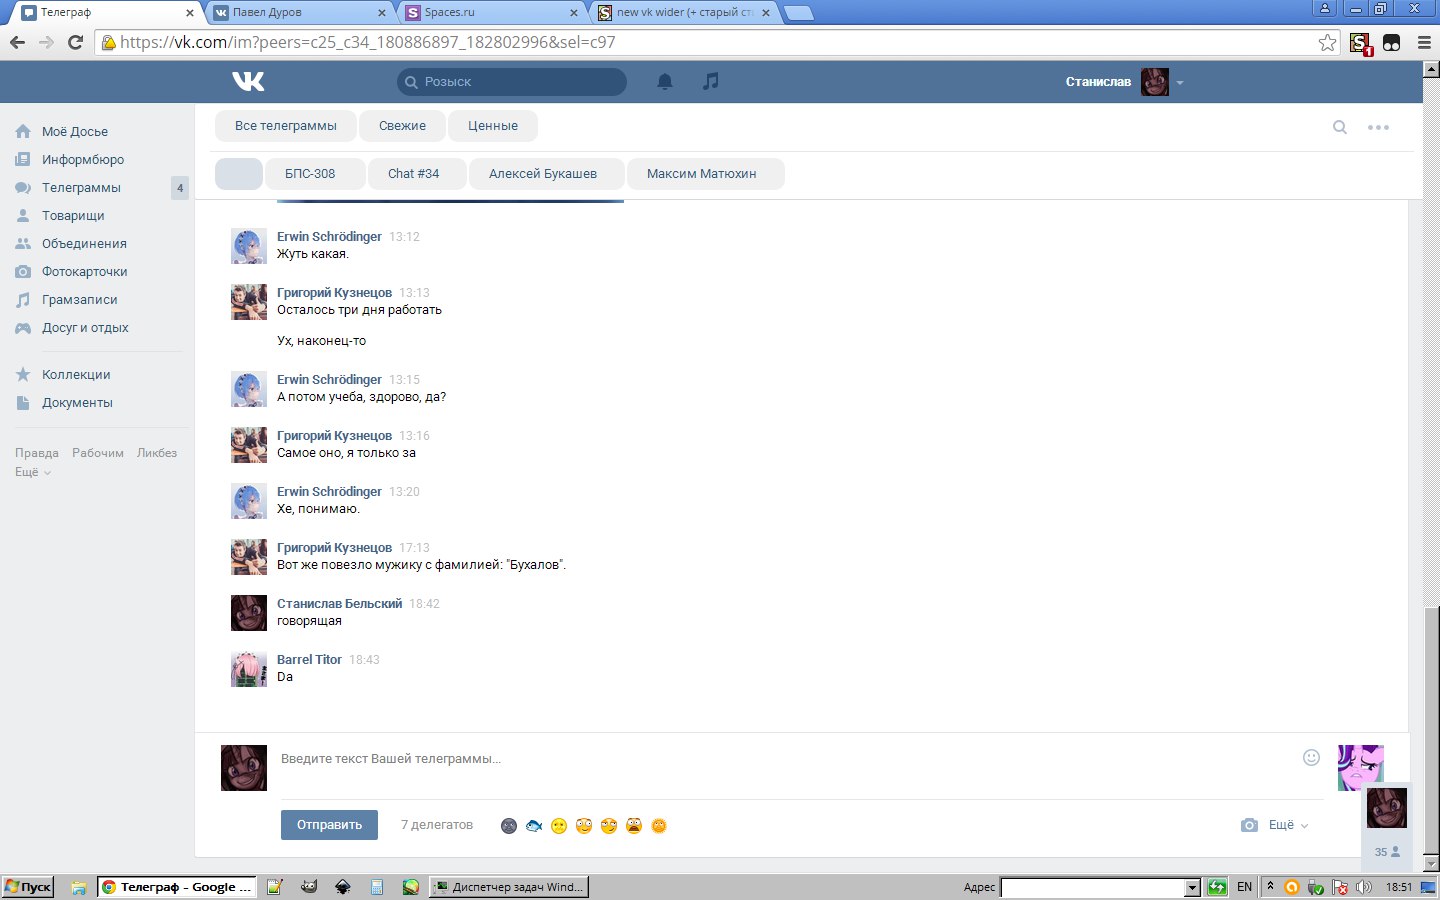 Телеграф
Павел Дуров
Spaces.ru
new vk wider (+ старый ст
https://vk.com/im?peers=c25_c34_180886897_182802996&sel=c97
1
Розыск
Станислав
Моё Досье
Информбюро
Телеграммы 4
Товарищи
Объединения
Фотокарточки
Грамзаписи
Досуг и отдых
Коллекции
Документы
Правда Рабочим Ликбез
Ещё
Все телеграммы Свежие Ценные
БПС-308 Chat #34 Алексей Букашев Максим Матюхин
Erwin Schrödinger 13:12
Жуть какая.
Григорий Кузнецов 13:13
Осталось три дня работать
Ух, наконец-то
Erwin Schrödinger 13:15
А потом учеба, здорово, да?
Григорий Кузнецов 13:16
Самое оно, я только за
Erwin Schrödinger 13:20
Хе, понимаю.
Григорий Кузнецов 17:13
Вот же повезло мужику с фамилией: "Бухалов".
Станислав Бельский 18:42
говорящая
Barrel Titor 18:43
Da
Введите текст Вашей телеграммы...
Отправить 7 делегатов Ещё
35
Пуск Телеграф - Google ... Диспетчер задач Wind... Адрес EN 18:51